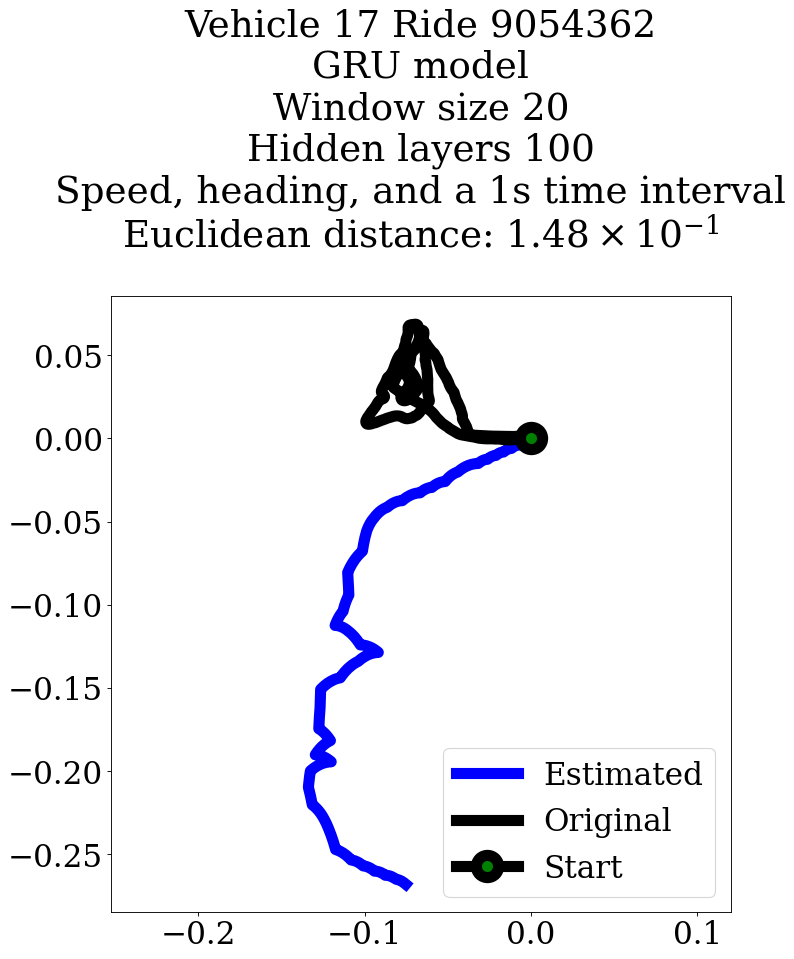 Vehicle 17 Ride 9054362
GRU model
Window size 20
Hidden layers 100
Speed, heading, and a 1s time interval
Euclidean distance: 1.48 × 10⁻¹
0.05
0.00
−0.05
−0.10
−0.15
−0.20
−0.25
Estimated
Original
Start
−0.2 −0.1 0.0 0.1